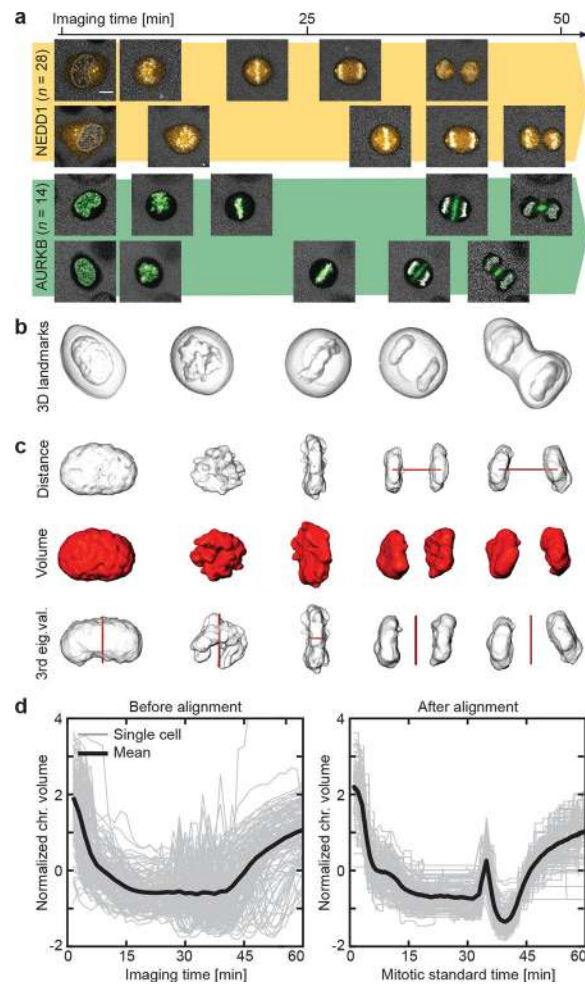 a
Imaging time [min]
25
50
NEDD1 (n = 28)
AURKB (n = 14)
b
3D landmarks
c
Distance
Volume
3rd eig.val.
d
Before alignment
After alignment
Single cell
Mean
Normalized chr. volume
4
2
0
-2
0
15
30
45
60
Imaging time [min]
Normalized chr. volume
4
2
0
-2
0
15
30
45
60
Mitotic standard time [min]